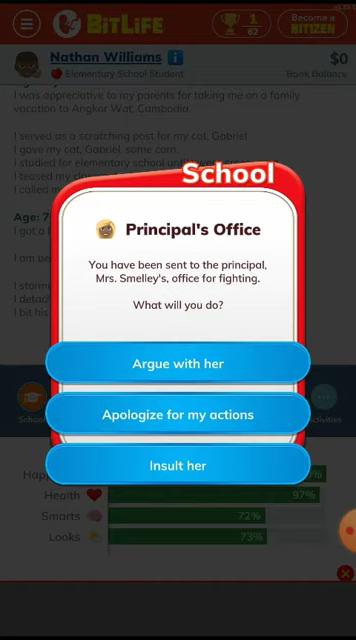 BitLife
1
62
Become a
BITIZEN
Nathan Williams
Elementary School Student
$0
Bank Balance
I was appreciative to my parents for taking me on a family
vacation to Angkor Wat, Cambodia.
I served as a scratching post for my cat, Gabriel
I gave my cat, Gabriel, some corn.
I studied for elementary school
I teased my
I called m
School
Age: 7
I got a
I am be
I storm
I detac
I bit his
Principal's Office
You have been sent to the principal,
Mrs. Smelley's, office for fighting.
What will you do?
Argue with her
Apologize for my actions
Insult her
Schoo
ctivities
Happ
Health
97%
Smarts
72%
Looks
73%